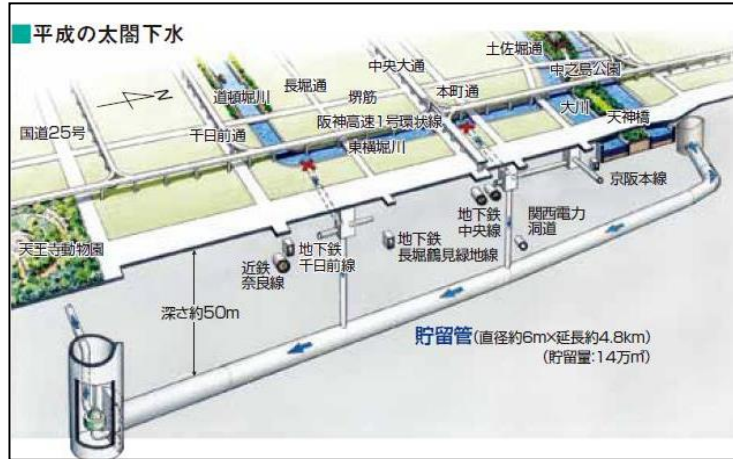 ■平成の太閤下水
土佐堀通
中之島公園
中央大通
長堀通
本町通
道頓堀川
堺筋
大川
天神橋
N
阪神高速1号環状線
国道25号
千日前通
東横堀川
京阪本線
地下鉄
中央線
関西電力
洞道
地下鉄
長堀鶴見緑地線
地下鉄
千日前線
近鉄
奈良線
天王寺動物園
深さ約50m
貯留管(直径約6m×延長約4.8km)
(貯留量:14万㎥)